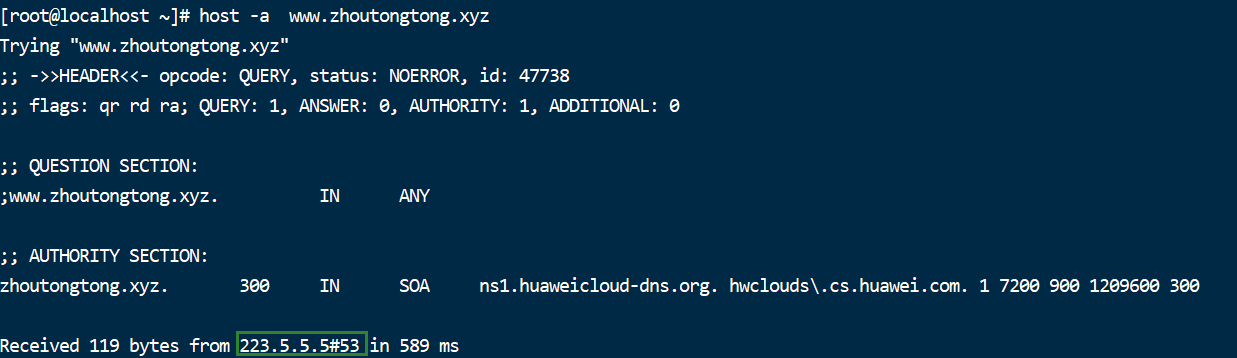 [root@localhost ~]# host -a  www.zhoutongtong.xyz
Trying "www.zhoutongtong.xyz"
;; ->>HEADER<<- opcode: QUERY, status: NOERROR, id: 47738
;; flags: qr rd ra; QUERY: 1, ANSWER: 0, AUTHORITY: 1, ADDITIONAL: 0
;; QUESTION SECTION:
;www.zhoutongtong.xyz.		IN	ANY
;; AUTHORITY SECTION:
zhoutongtong.xyz.	300	IN	SOA	ns1.huaweicloud-dns.org. hwclouds\.cs.huawei.com. 1 7200 900 1209600 300
Received 119 bytes from 223.5.5.5#53 in 589 ms